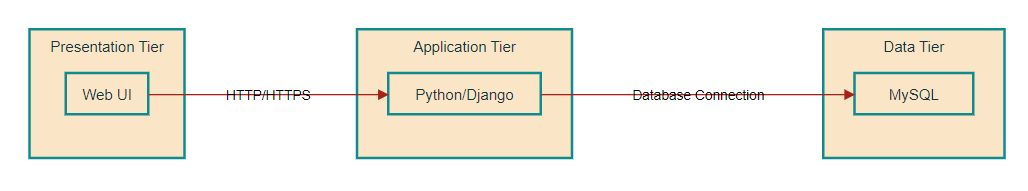 Presentation Tier
Web UI
HTTP/HTTPS
Application Tier
Python/Django
Database Connection
Data Tier
MySQL